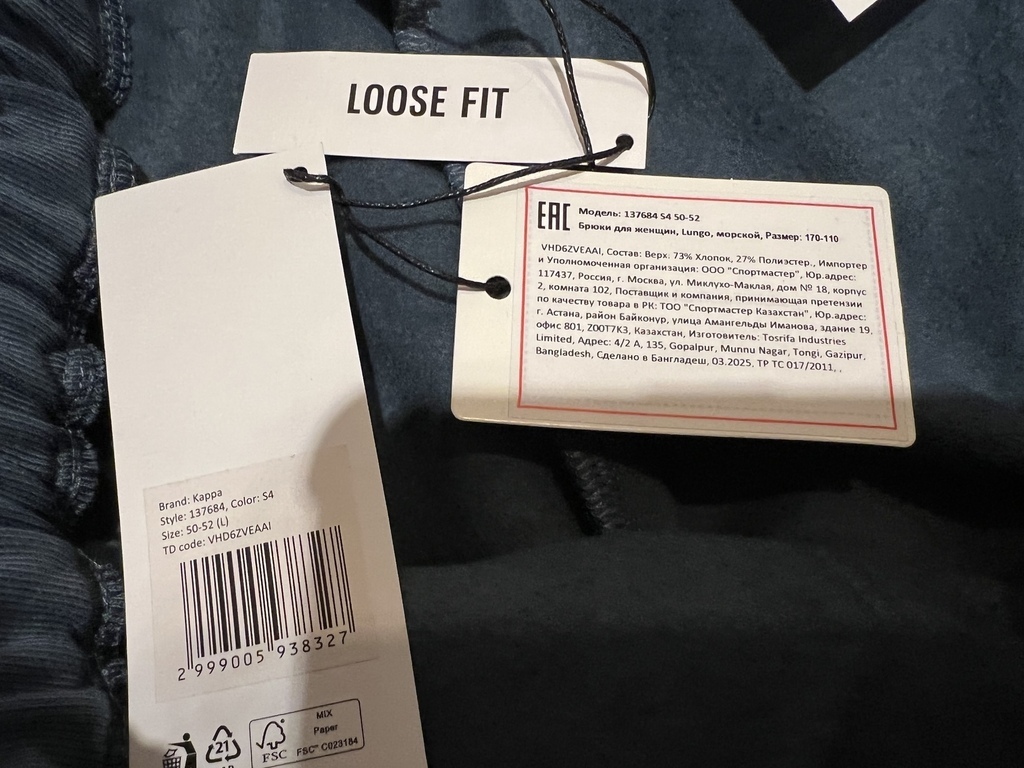 LOOSE FIT
EAC
Модель: 137684 S4 50-52
Брюки для женщин, Lungo, морской, Размер: 170-110
VHD6ZVEAAI, Состав: Верх: 73% Хлопок, 27% Полиэстер., Импортер
и Уполномоченная организация: ООО "Спортмастер", Юр.адрес:
117437, Россия, г. Москва, ул. Миклухо-Маклая, дом № 18, корпус
2, комната 102, Поставщик и компания, принимающая претензии
по качеству товара в РК: ТОО "Спортмастер Казахстан", Юр.адрес:
г. Астана, район Байконур, улица Амангельды Иманова, здание 19,
офис 801, Z00T7K3, Казахстан, Изготовитель: Tosrifa Industries
Limited, Адрес: 4/2 A, 135, Gopalpur, Munnu Nagar, Tongi, Gazipur,
Bangladesh, Сделано в Бангладеш, 03.2025, ТР ТС 017/2011, ,
Brand: Kappa
Style: 137684, Color: S4
Size: 50-52 (L)
TD code: VHD6ZVEAAI
2 999005 938327
21
FSC
MIX
Paper
FSC™ C023184